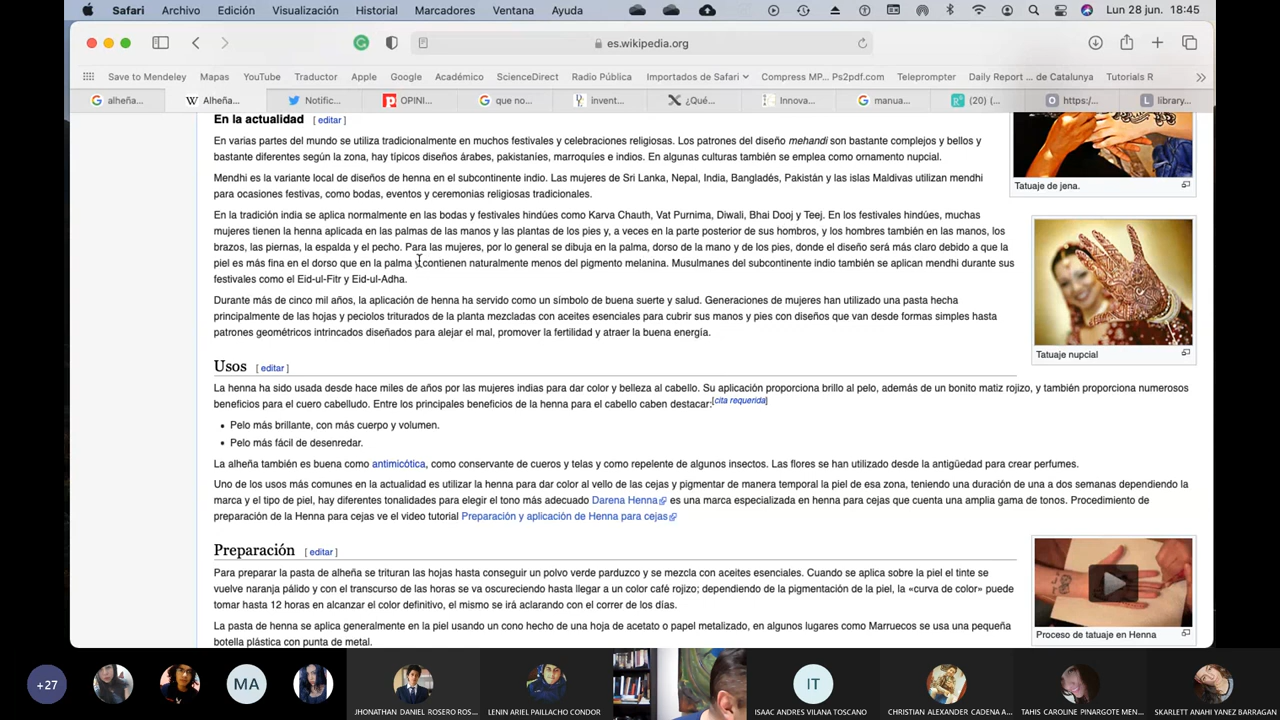 Safari Archivo Edición Visualización Historial Marcadores Ventana Ayuda Lun 28 jun. 18:45
es.wikipedia.org
Save to Mendeley Mapas YouTube Traductor Apple Google Académico ScienceDirect Radio Pública Importados de Safari Compress MP... Ps2pdf.com Teleprompter Daily Report ... de Catalunya Tutorials R
alheña... Alheña... Notific... OPINI... que no... invent... ¿Qué... Innova... manua... (20) (... https:/... library...
En la actualidad [ editar ]
En varias partes del mundo se utiliza tradicionalmente en muchos festivales y celebraciones religiosas. Los patrones del diseño mehandi son bastante complejos y bellos y
bastante diferentes según la zona, hay típicos diseños árabes, pakistaníes, marroquíes e indios. En algunas culturas también se emplea como ornamento nupcial.
Tatuaje de jena.
Mendhi es la variante local de diseños de henna en el subcontinente indio. Las mujeres de Sri Lanka, Nepal, India, Bangladés, Pakistán y las islas Maldivas utilizan mendhi
para ocasiones festivas, como bodas, eventos y ceremonias religiosas tradicionales.
En la tradición india se aplica normalmente en las bodas y festivales hindúes como Karva Chauth, Vat Purnima, Diwali, Bhai Dooj y Teej. En los festivales hindúes, muchas
mujeres tienen la henna aplicada en las palmas de las manos y las plantas de los pies y, a veces en la parte posterior de sus hombros, y los hombres también en las manos, los
brazos, las piernas, la espalda y el pecho. Para las mujeres, por lo general se dibuja en la palma, dorso de la mano y de los pies, donde el diseño será más claro debido a que la
piel es más fina en el dorso que en la palma y contienen naturalmente menos del pigmento melanina. Musulmanes del subcontinente indio también se aplican mendhi durante sus
festivales como el Eid-ul-Fitr y Eid-ul-Adha.
Durante más de cinco mil años, la aplicación de henna ha servido como un símbolo de buena suerte y salud. Generaciones de mujeres han utilizado una pasta hecha
principalmente de las hojas y peciolos triturados de la planta mezcladas con aceites esenciales para cubrir sus manos y pies con diseños que van desde formas simples hasta
patrones geométricos intrincados diseñados para alejar el mal, promover la fertilidad y atraer la buena energía.
Tatuaje nupcial
Usos [ editar ]
La henna ha sido usada desde hace miles de años por las mujeres indias para dar color y belleza al cabello. Su aplicación proporciona brillo al pelo, además de un bonito matiz rojizo, y también proporciona numerosos
beneficios para el cuero cabelludo. Entre los principales beneficios de la henna para el cabello caben destacar:[cita requerida]
• Pelo más brillante, con más cuerpo y volumen.
• Pelo más fácil de desenredar.
La alheña también es buena como antimicótica, como conservante de cueros y telas y como repelente de algunos insectos. Las flores se han utilizado desde la antigüedad para crear perfumes.
Uno de los usos más comunes en la actualidad es utilizar la henna para dar color al vello de las cejas y pigmentar de manera temporal la piel de esa zona, teniendo una duración de una a dos semanas dependiendo la
marca y el tipo de piel, hay diferentes tonalidades para elegir el tono más adecuado Darena Henna es una marca especializada en henna para cejas que cuenta una amplia gama de tonos. Procedimiento de
preparación de la Henna para cejas ve el video tutorial Preparación y aplicación de Henna para cejas
Preparación [ editar ]
Para preparar la pasta de alheña se trituran las hojas hasta conseguir un polvo verde parduzco y se mezcla con aceites esenciales. Cuando se aplica sobre la piel el tinte se
vuelve naranja pálido y con el transcurso de las horas se va oscureciendo hasta llegar a un color café rojizo; dependiendo de la pigmentación de la piel, la «curva de color» puede
tomar hasta 12 horas en alcanzar el color definitivo, el mismo se irá aclarando con el correr de los días.
La pasta de henna se aplica generalmente en la piel usando un cono hecho de una hoja de acetato o papel metalizado, en algunos lugares como Marruecos se usa una pequeña
botella plástica con punta de metal.
Proceso de tatuaje en Henna
+27 MA IT
JHONATHAN DANIEL ROSERO ROS... LENIN ARIEL PAILLACHO CONDOR ISAAC ANDRES VILANA TOSCANO CHRISTIAN ALEXANDER CADENA A... TAHIS CAROLINE PINARGOTE MEN... SKARLETT ANAHI YANEZ BARRAGAN